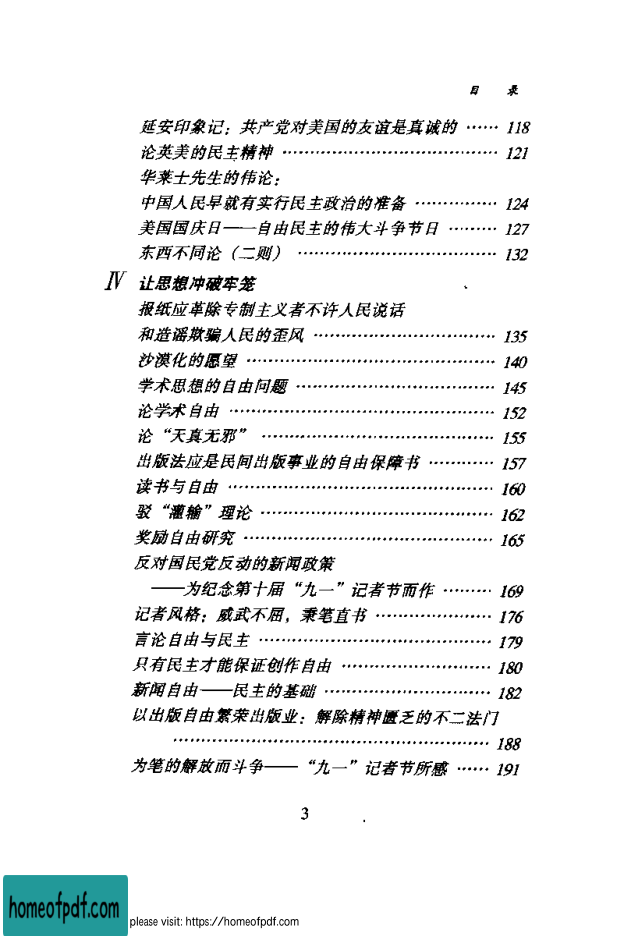 目 录
延安印象记：共产党对美国的友谊是真诚的 …… 118
论英美的民主精神 …… 121
华莱士先生的伟论：
中国人民早就有实行民主政治的准备 …… 124
美国国庆日——自由民主的伟大斗争节日 …… 127
东西不同论（二则） …… 132
Ⅳ 让思想冲破牢笼
报纸应革除专制主义者不许人民说话
和造谣欺骗人民的歪风 …… 135
沙漠化的愿望 …… 140
学术思想的自由问题 …… 145
论学术自由 …… 152
论“天真无邪” …… 155
出版法应是民间出版事业的自由保障书 …… 157
读书与自由 …… 160
驳“灌输”理论 …… 162
奖励自由研究 …… 165
反对国民党反动的新闻政策
——为纪念第十届“九一”记者节而作 …… 169
记者风格：威武不屈，秉笔直书 …… 176
言论自由与民主 …… 179
只有民主才能保证创作自由 …… 180
新闻自由——民主的基础 …… 182
以出版自由繁荣出版业：解除精神匮乏的不二法门
…… 188
为笔的解放而斗争——“九一”记者节所感 …… 191
3
homeofpdf.com
please visit: https://homeofpdf.com